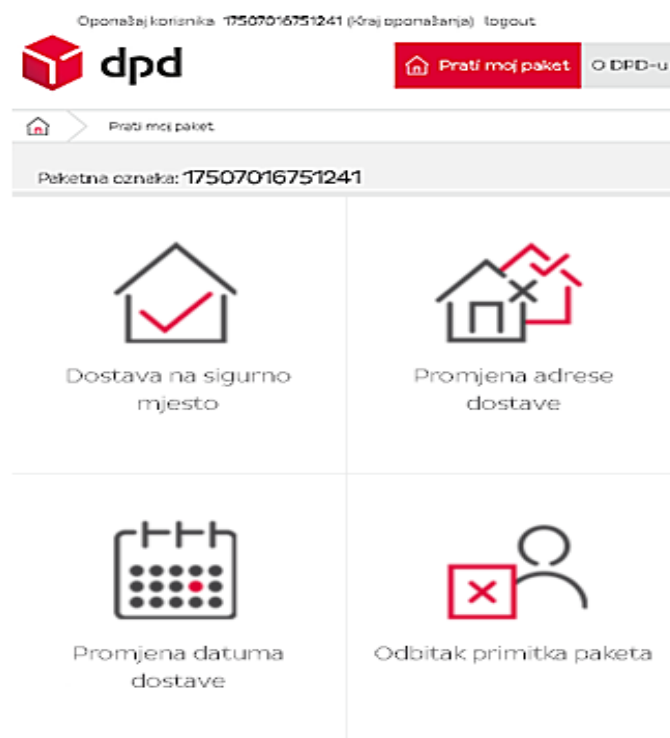 Oponašaj korisnika 17507016751241 (Kraj oponašanja) logout
dpd
Prati moj paket
O DPD-u
Prati moj paket
Paketna oznaka: 17507016751241
Dostava na sigurno
mjesto
Promjena adrese
dostave
Promjena datuma
dostave
Odbitak primitka paketa